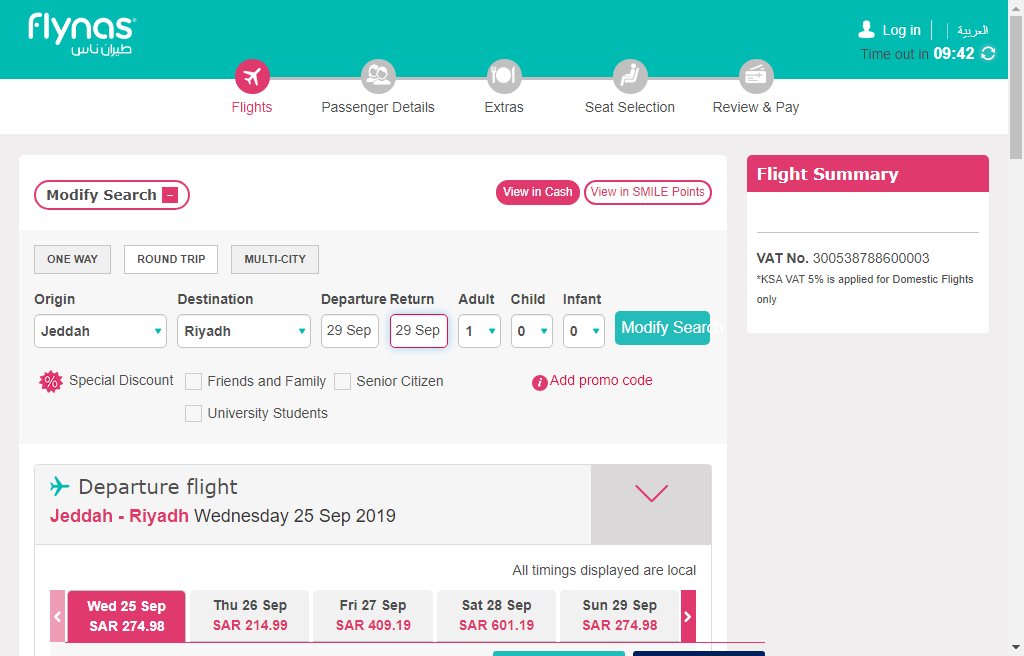 flynas
طيران ناس
Log in
العربية
Time out in 09:42
Flights
Passenger Details
Extras
Seat Selection
Review & Pay
Modify Search
View in Cash
View in SMILE Points
Flight Summary
VAT No. 300538788600003
*KSA VAT 5% is applied for Domestic Flights
only
ONE WAY
ROUND TRIP
MULTI-CITY
Origin
Destination
Departure
Return
Adult
Child
Infant
Jeddah
Riyadh
29 Sep
29 Sep
1
0
0
Modify Search
Special Discount
Friends and Family
Senior Citizen
Add promo code
University Students
Departure flight
Jeddah - Riyadh Wednesday 25 Sep 2019
All timings displayed are local
Wed 25 Sep
SAR 274.98
Thu 26 Sep
SAR 214.99
Fri 27 Sep
SAR 409.19
Sat 28 Sep
SAR 601.19
Sun 29 Sep
SAR 274.98